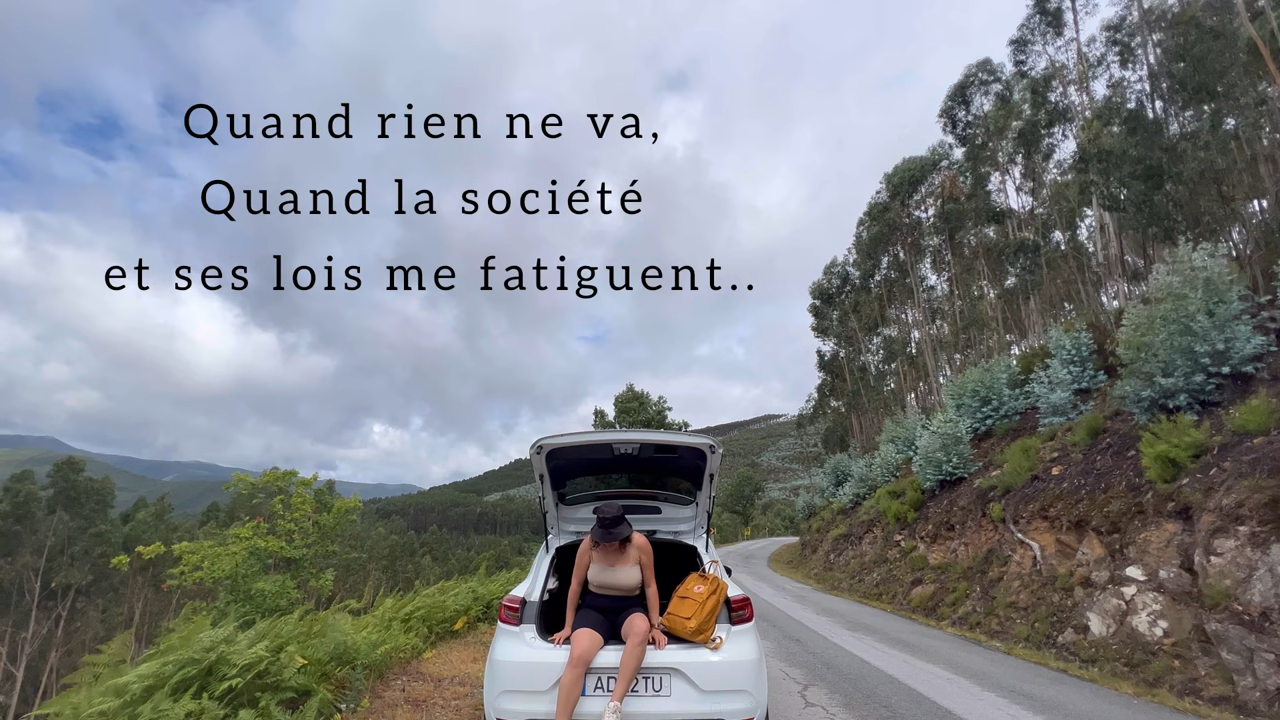 Quand rien ne va,
Quand la société
et ses lois me fatiguent..